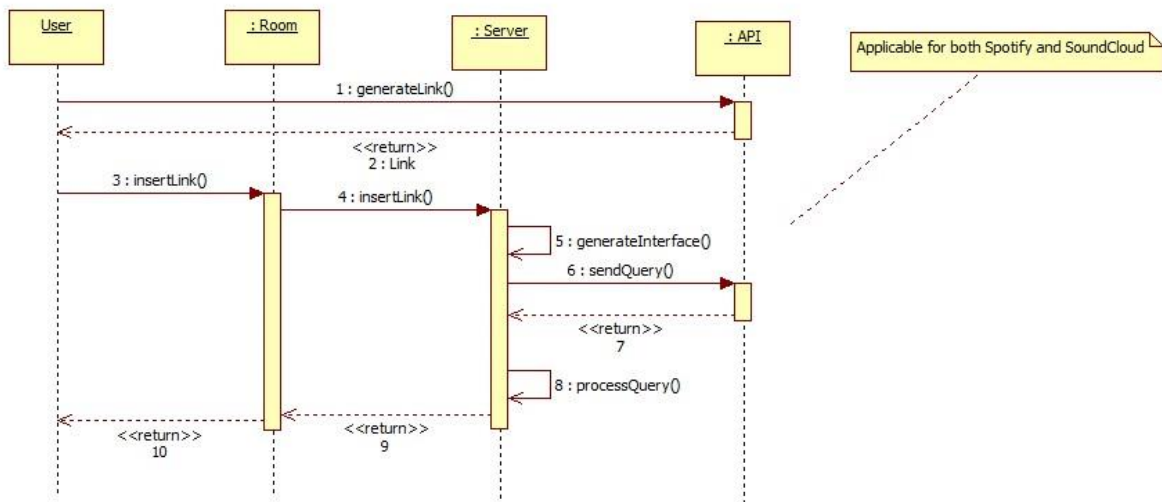 User
: Room
: Server
: API
Applicable for both Spotify and SoundCloud
1 : generateLink()
<<return>>
2 : Link
3 : insertLink()
4 : insertLink()
5 : generateInterface()
6 : sendQuery()
<<return>>
7
8 : processQuery()
<<return>>
9
<<return>>
10